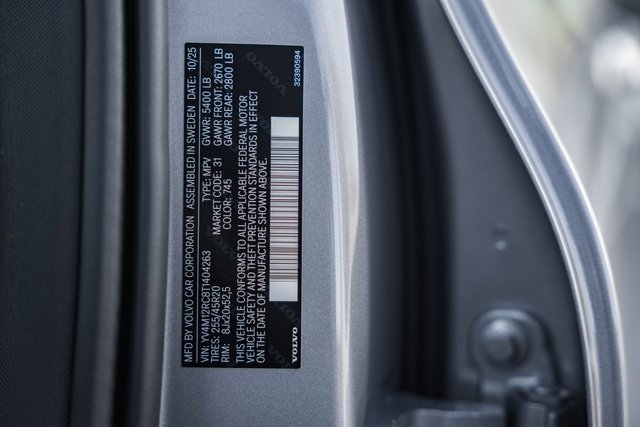 MFD BY VOLVO CAR CORPORATION ASSEMBLED IN SWEDEN DATE: 10/25
VIN: YV4M12RC8T1404263 TYPE: MPV GVWR: 5400 LB
TIRES: 255/45R20 MARKET CODE: 31 GAWR FRONT: 2670 LB
RIM: 8Jx20x52,5 COLOR: 745 GAWR REAR: 2800 LB
THIS VEHICLE CONFORMS TO ALL APPLICABLE FEDERAL MOTOR
VEHICLE SAFETY AND THEFT PREVENTION STANDARDS IN EFFECT
ON THE DATE OF MANUFACTURE SHOWN ABOVE.
VOLVO 32390594